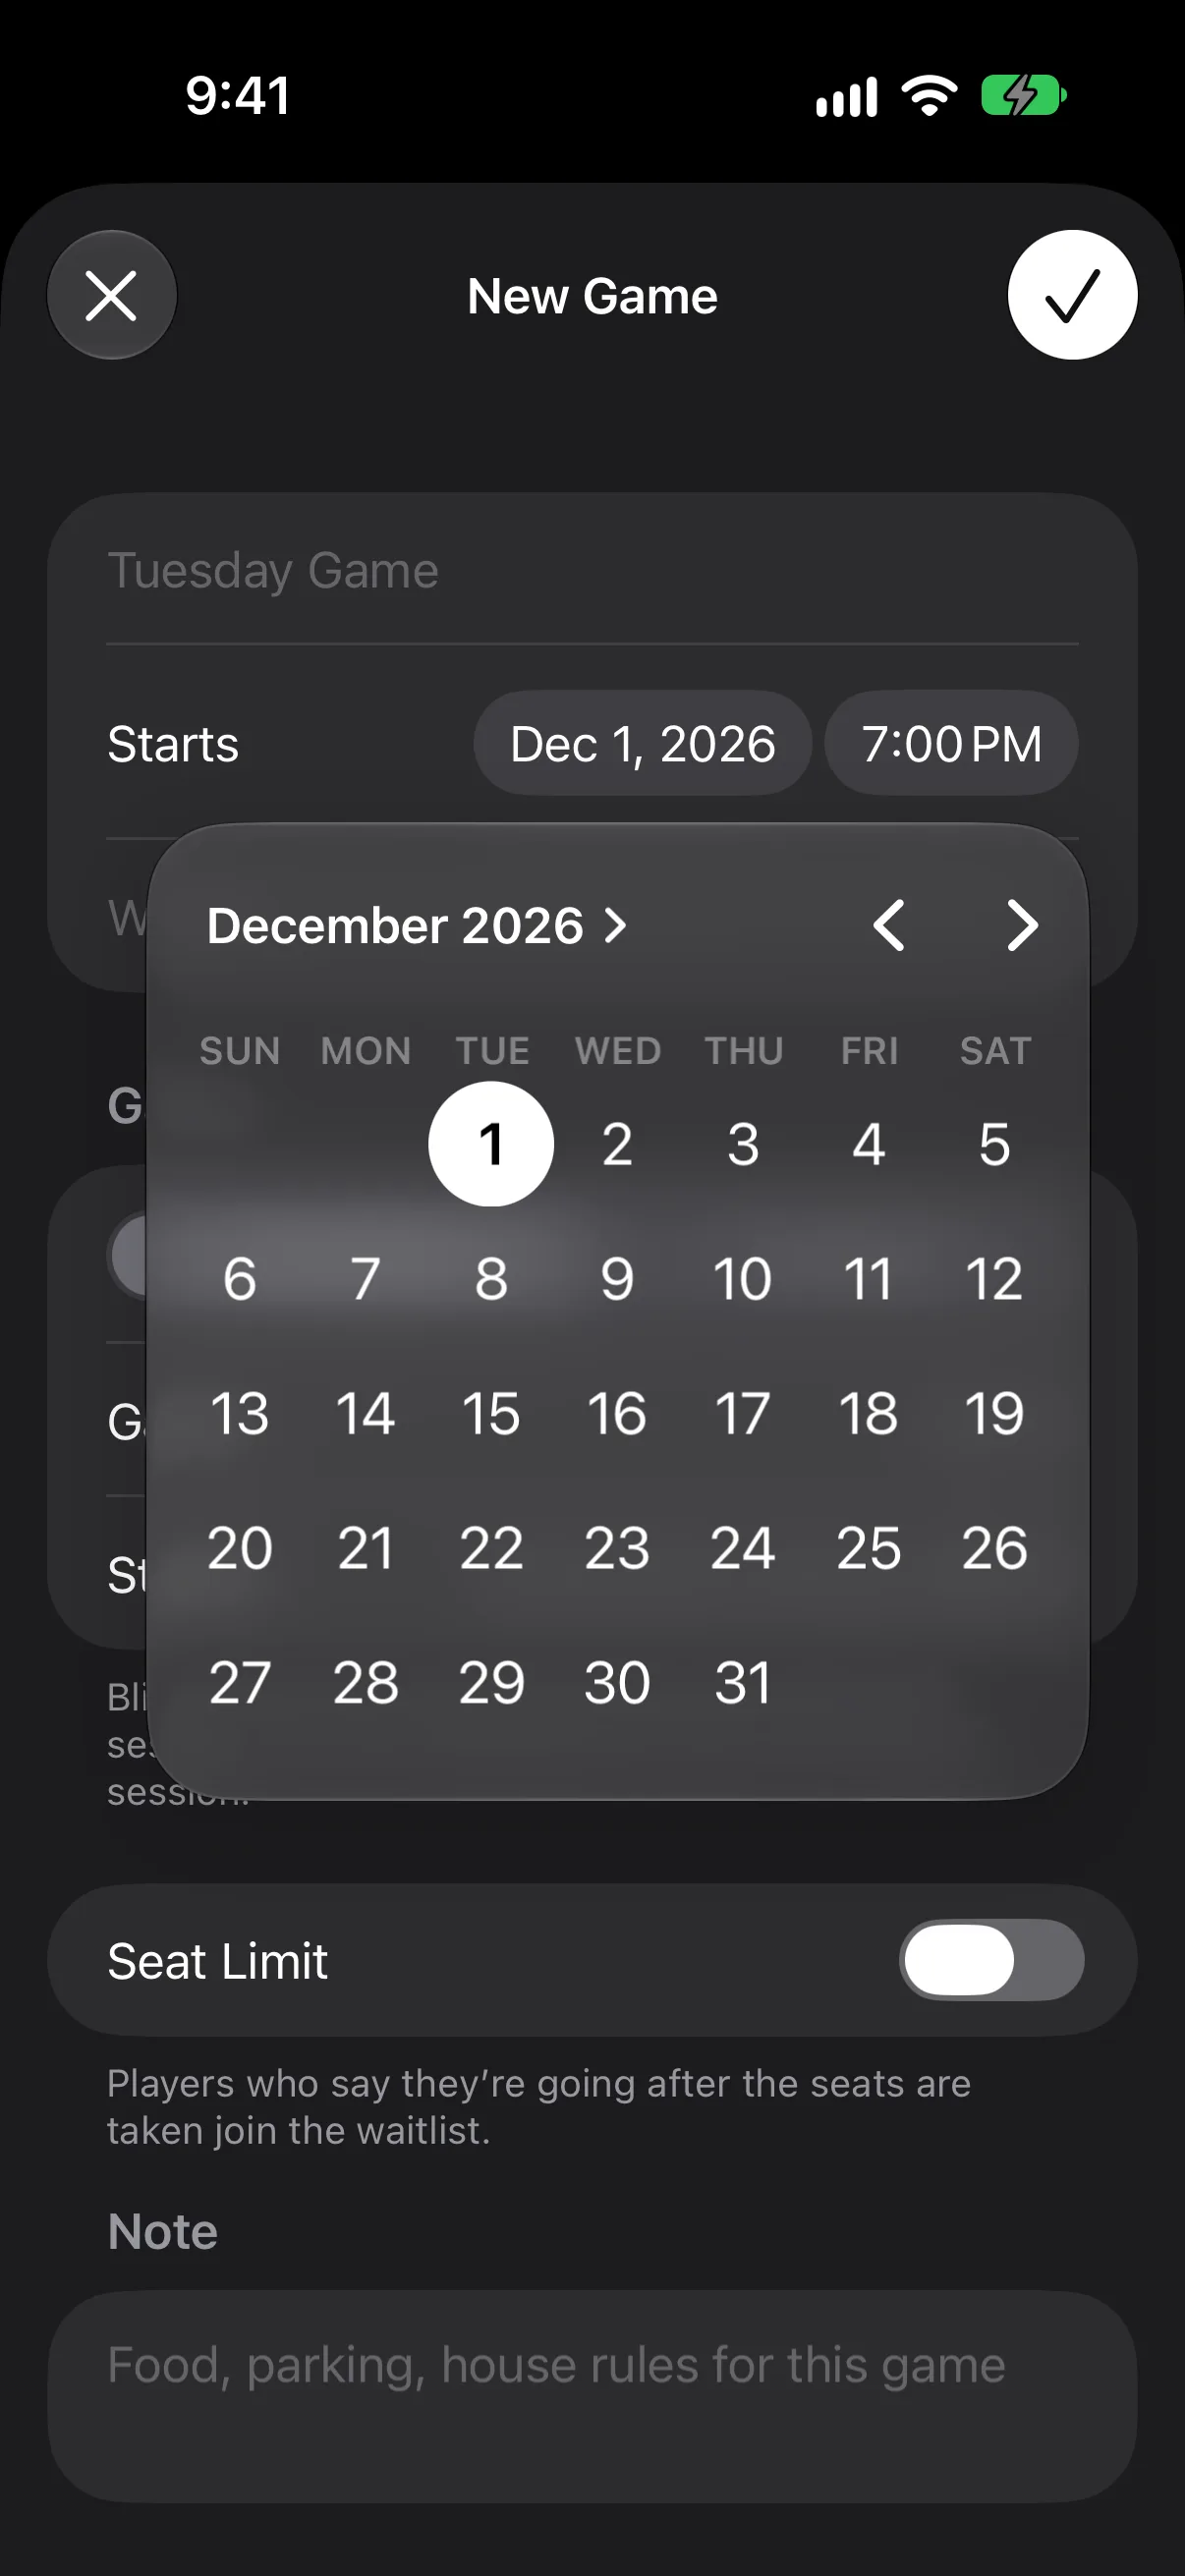 9:41
New Game
Tuesday Game
Starts Dec 1, 2026 7:00 PM
December 2026
SUN MON TUE WED THU FRI SAT
1 2 3 4 5
6 7 8 9 10 11 12
13 14 15 16 17 18 19
20 21 22 23 24 25 26
27 28 29 30 31
session.
Seat Limit
Players who say they’re going after the seats are
taken join the waitlist.
Note
Food, parking, house rules for this game